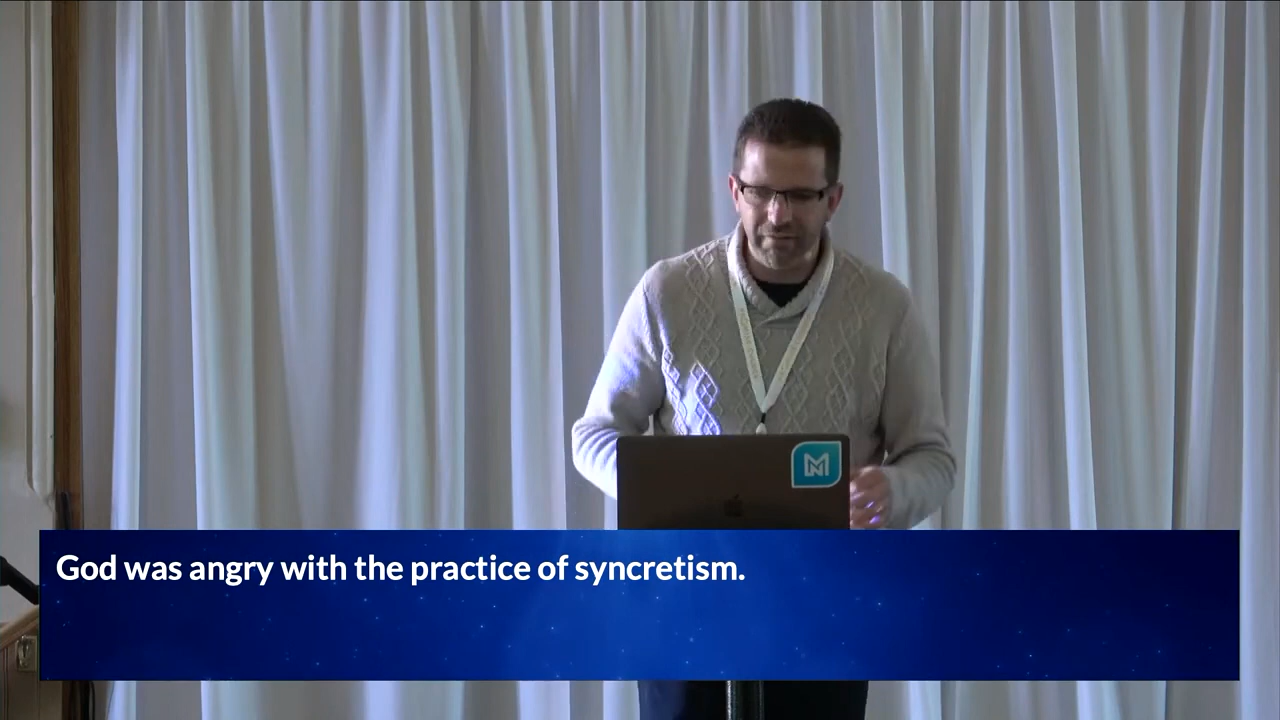 God was angry with the practice of syncretism.